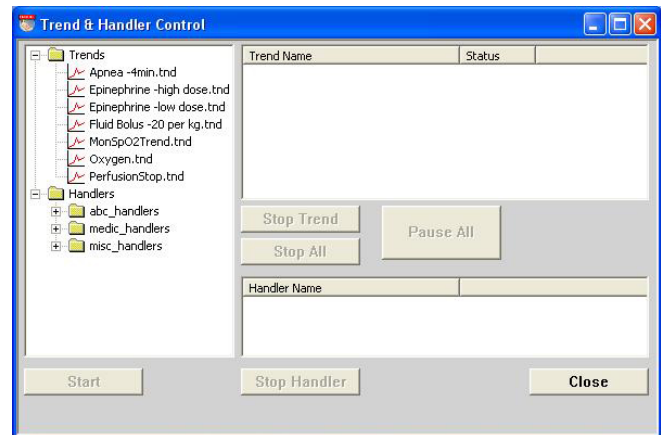 Trend & Handler Control
Trends
Apnea -4min.tnd
Epinephrine -high dose.tnd
Epinephrine -low dose.tnd
Fluid Bolus -20 per kg.tnd
MonSpO2Trend.tnd
Oxygen.tnd
PerfusionStop.tnd
Handlers
abc_handlers
medic_handlers
misc_handlers
Trend Name Status
Stop Trend
Pause All
Stop All
Handler Name
Start
Stop Handler
Close